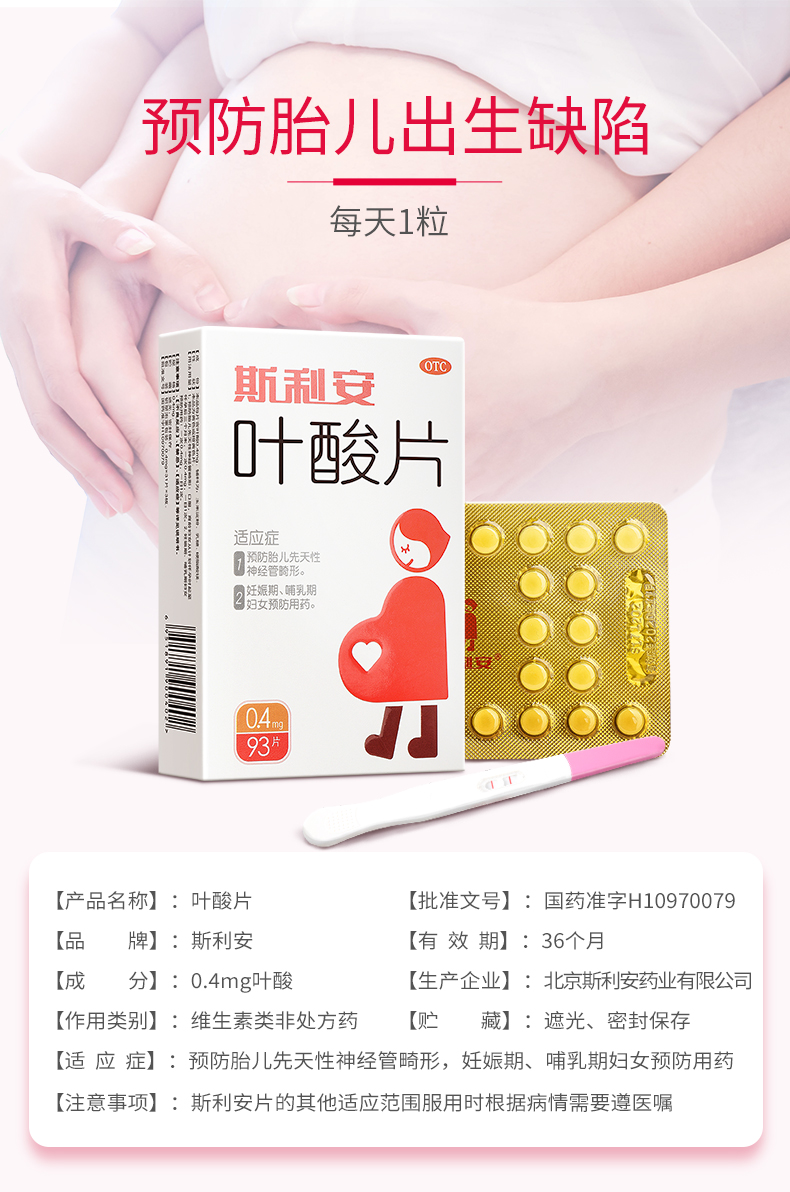 预防胎儿出生缺陷
每天1粒
OTC
斯利安
叶酸片
适应症
1 预防胎儿先天性
神经管畸形。
2 妊娠期、哺乳期
妇女预防用药。
0.4mg
93片
【产品名称】：叶酸片
【批准文号】：国药准字H10970079
【品 牌】：斯利安
【有 效 期】：36个月
【成 分】：0.4mg叶酸
【生产企业】：北京斯利安药业有限公司
【作用类别】：维生素类非处方药
【贮 藏】：遮光、密封保存
【适 应 症】：预防胎儿先天性神经管畸形，妊娠期、哺乳期妇女预防用药
【注意事项】：斯利安片的其他适应范围服用时根据病情需要遵医嘱